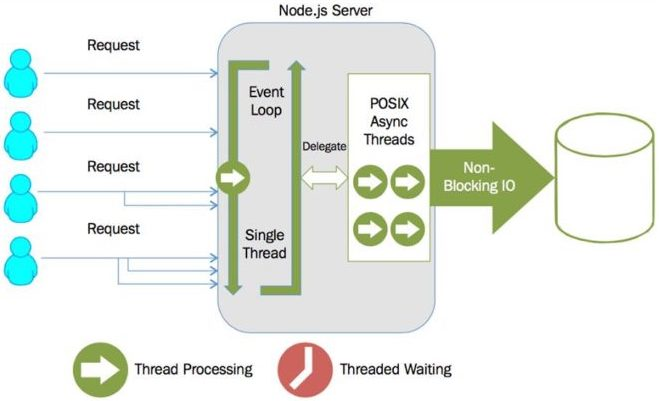 Node.js Server
Request
Request
Request
Request
Event
Loop
Single
Thread
Delegate
POSIX
Async
Threads
Non-
Blocking IO
Thread Processing
Threaded Waiting